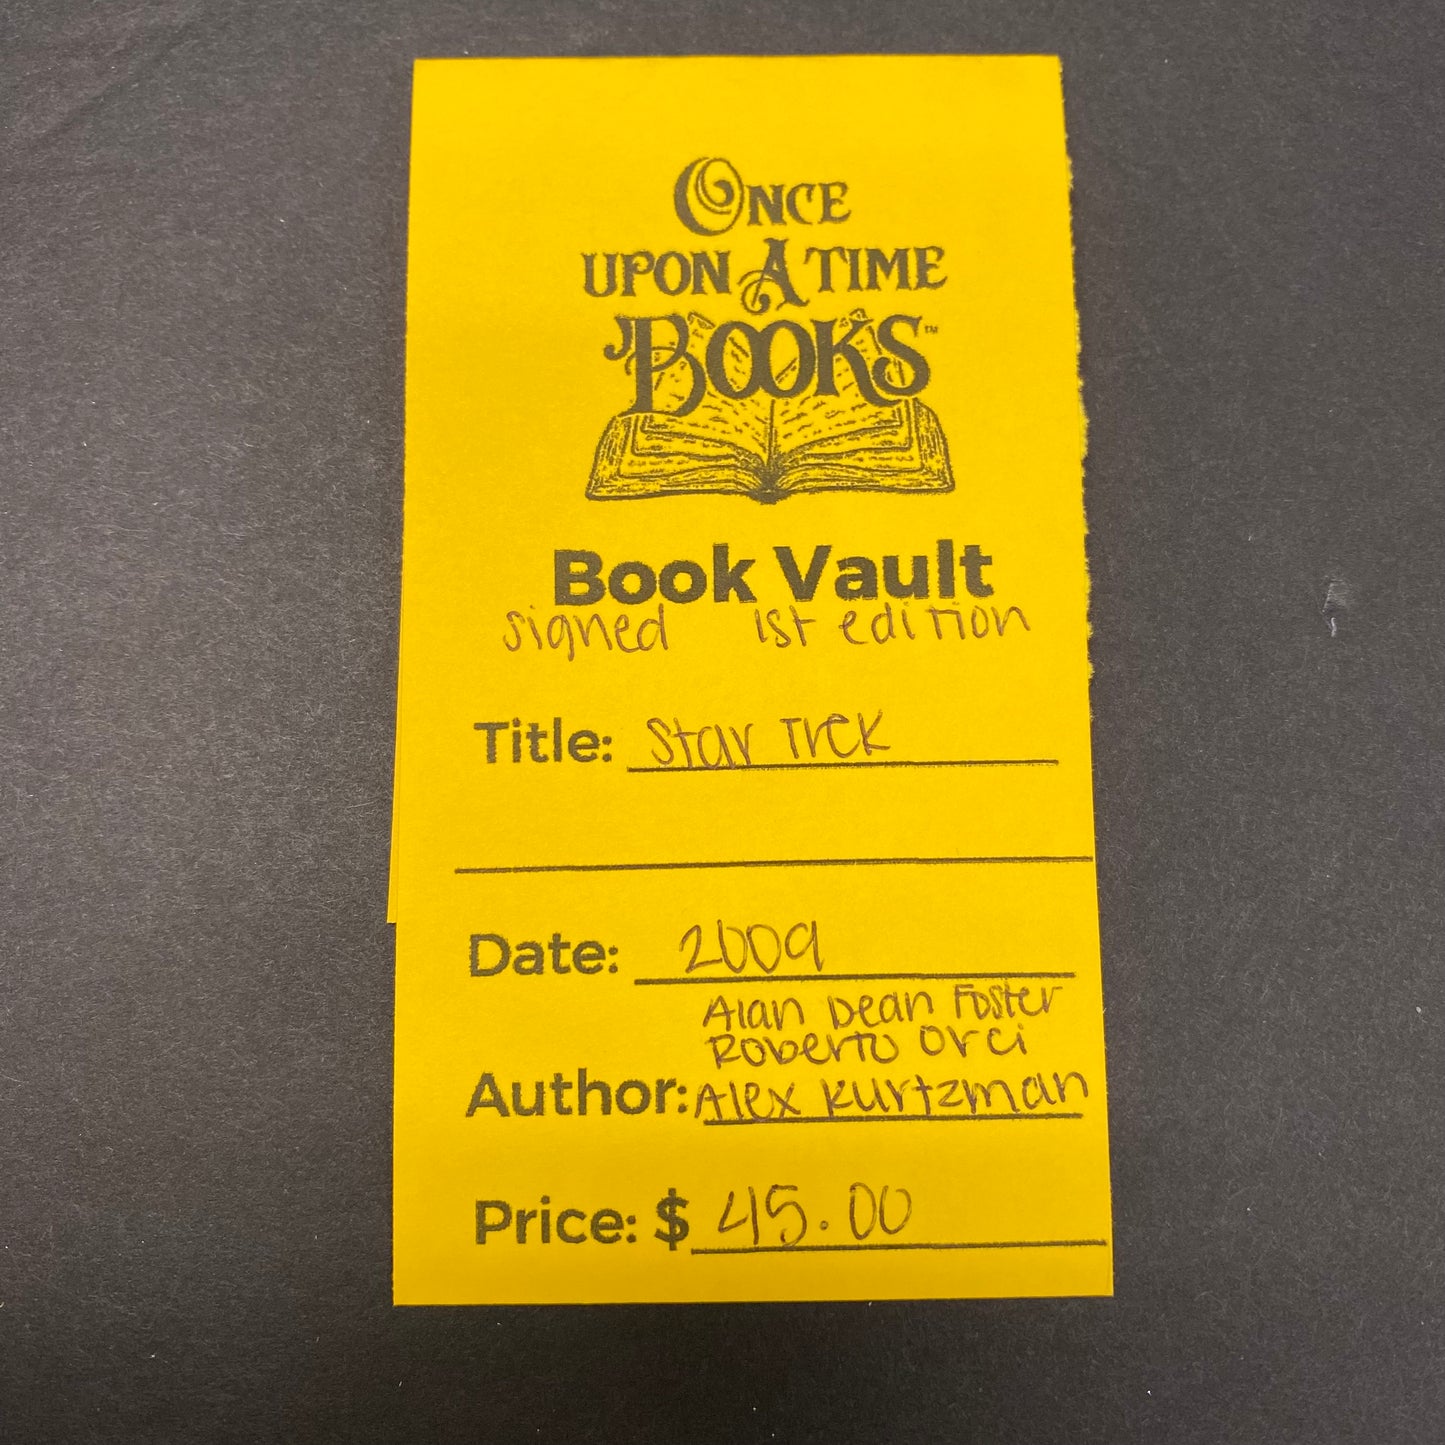 ONCE
UPON A TIME
BOOKS™
Book Vault
signed 1st edition
Title: Star Trek
Date: 2009
Alan Dean Foster
Roberto Orci
Author: Alex Kurtzman
Price: $ 45.00